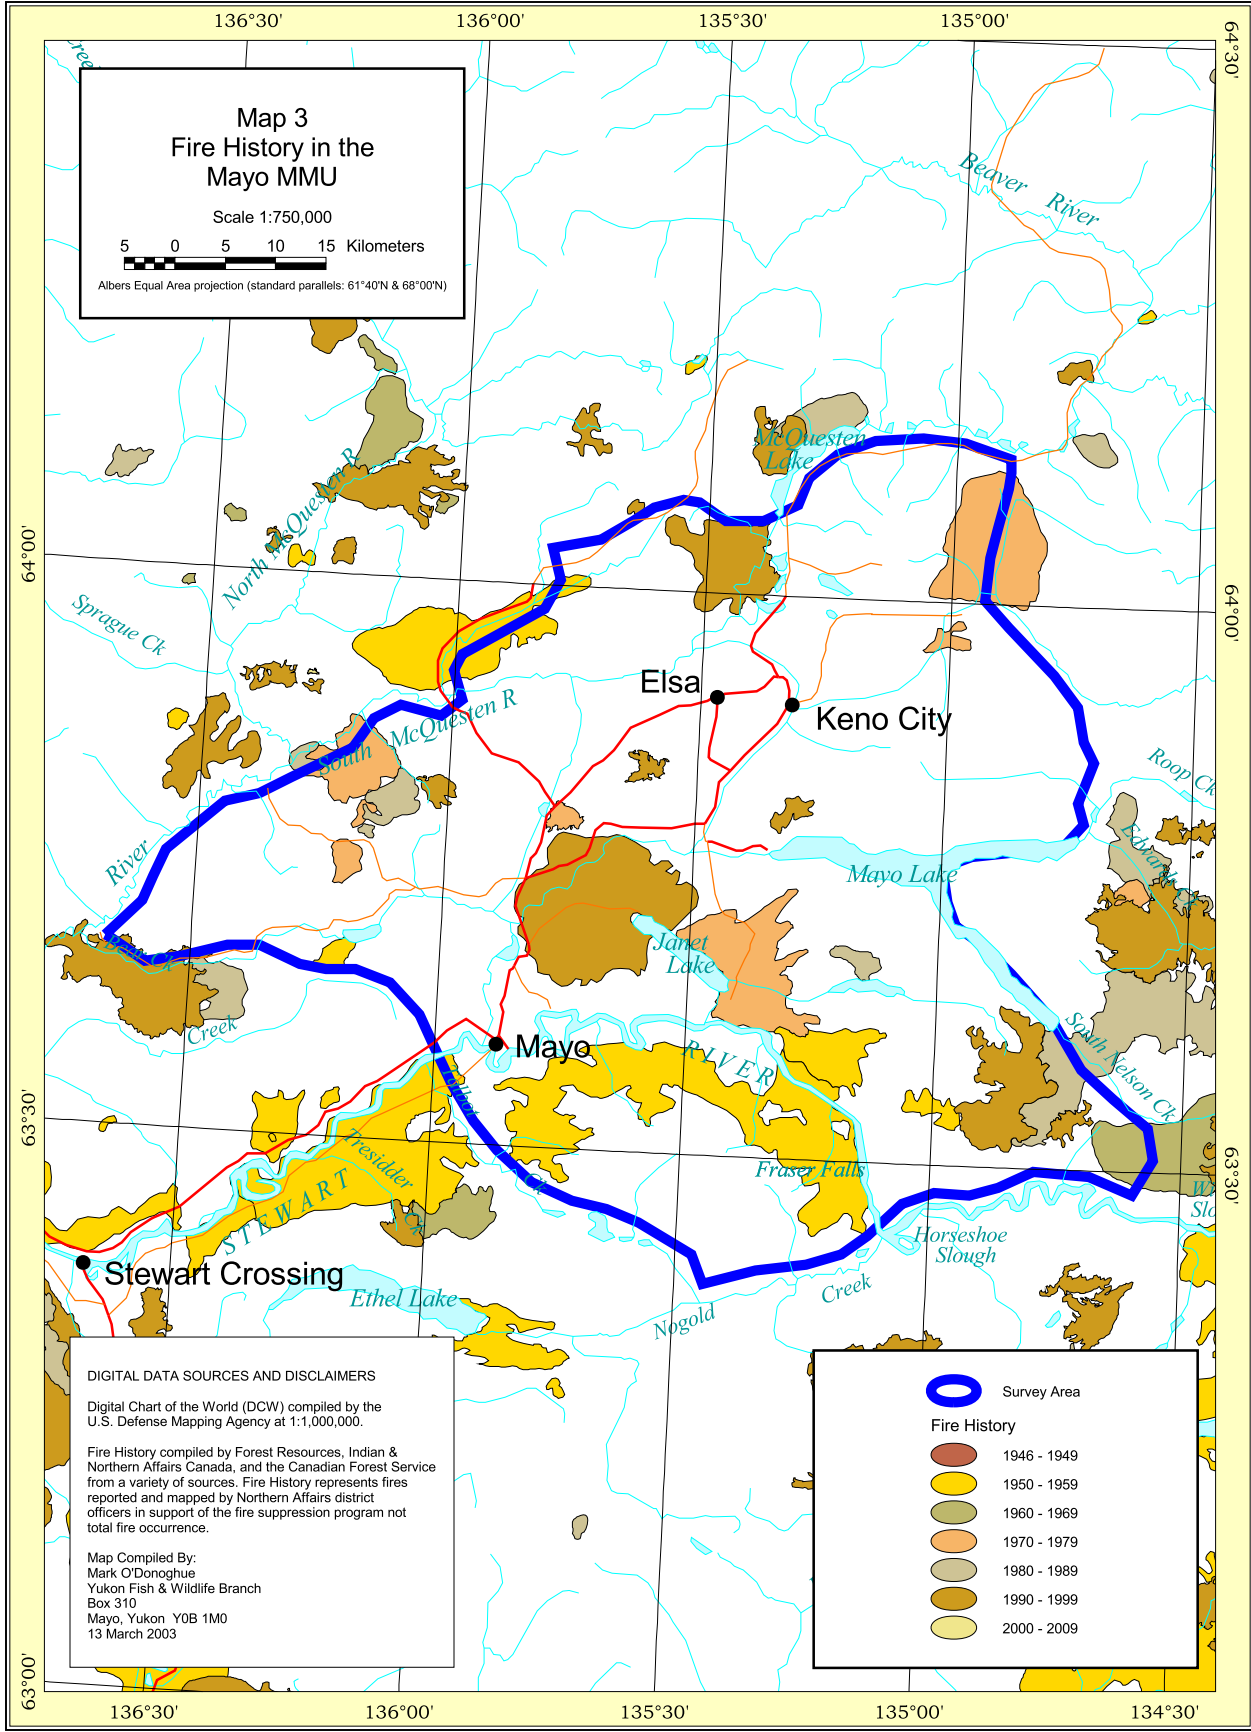 136°30'
136°00'
135°30'
135°00'
64°30'
Creek
Map 3
Fire History in the
Mayo MMU
Scale 1:750,000
5 0 5 10 15 Kilometers
Albers Equal Area projection (standard parallels: 61°40'N & 68°00'N)
Beaver River
McQuesten
Lake
North McQuesten R
64°00'
64°00'
Sprague Ck
Elsa
Keno City
South McQuesten R
Roop Ck
River
Edwards Ck
Mayo Lake
Janet
Lake
Bear Ck
Creek
Mayo
RIVER
South Nelson Ck
63°30'
Talbot
Ck
Tresidder
Ck
Fraser Falls
63°30'
STEWART
Horseshoe
Slough
Stewart Crossing
Ethel Lake
Nogold
Creek
DIGITAL DATA SOURCES AND DISCLAIMERS
Digital Chart of the World (DCW) compiled by the
U.S. Defense Mapping Agency at 1:1,000,000.
Fire History compiled by Forest Resources, Indian &
Northern Affairs Canada, and the Canadian Forest Service
from a variety of sources. Fire History represents fires
reported and mapped by Northern Affairs district
officers in support of the fire suppression program not
total fire occurrence.
Map Compiled By:
Mark O'Donoghue
Yukon Fish & Wildlife Branch
Box 310
Mayo, Yukon Y0B 1M0
13 March 2003
Survey Area
Fire History
1946 - 1949
1950 - 1959
1960 - 1969
1970 - 1979
1980 - 1989
1990 - 1999
2000 - 2009
63°00'
136°30'
136°00'
135°30'
135°00'
134°30'